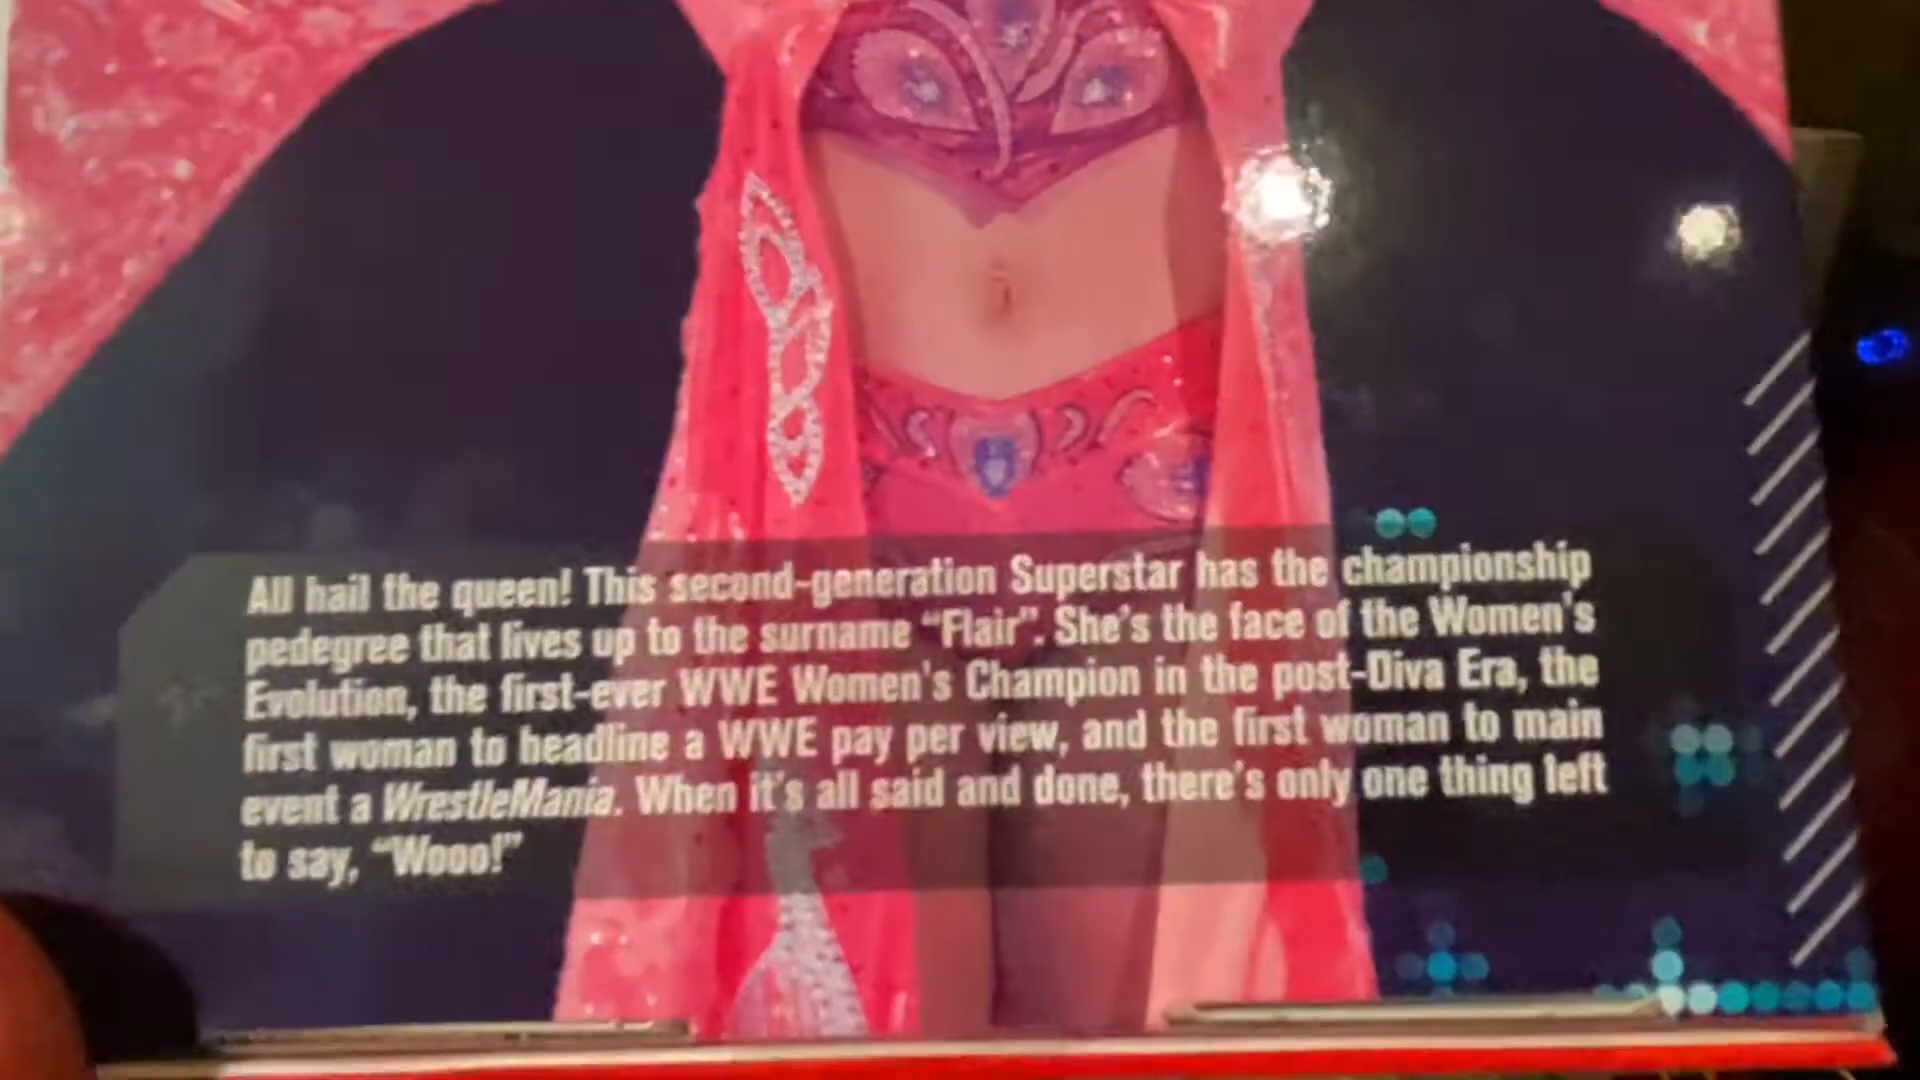 All hail the queen! This second-generation Superstar has the championship
pedegree that lives up to the surname “Flair”. She’s the face of the Women's
Evolution, the first-ever WWE Women's Champion in the post-Diva Era, the
first woman to headline a WWE pay per view, and the first woman to main
event a WrestleMania. When it’s all said and done, there’s only one thing left
to say, “Wooo!”